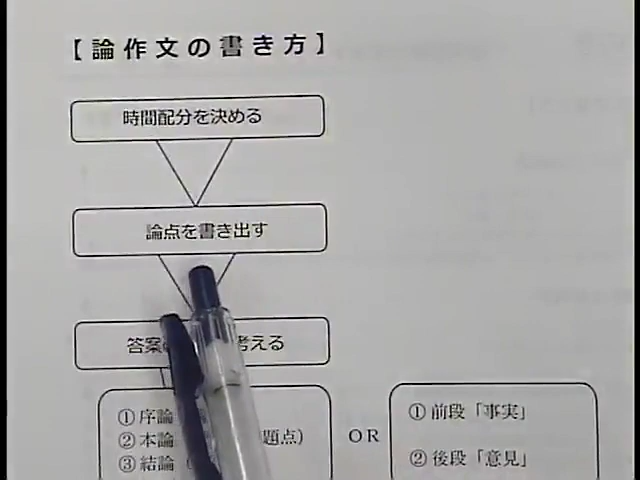 【論作文の書き方】
時間配分を決める
論点を書き出す
答案 考える
① 序論
② 本論 題点）
③ 結論（
OR
① 前段「事実」
② 後段「意見」